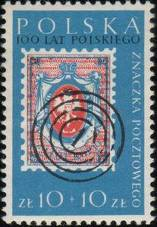 POLSKA
100 LAT POLSKIEGO
ZNACZKA POCZTOWEGO
ZŁ 10 + 10 ZŁ